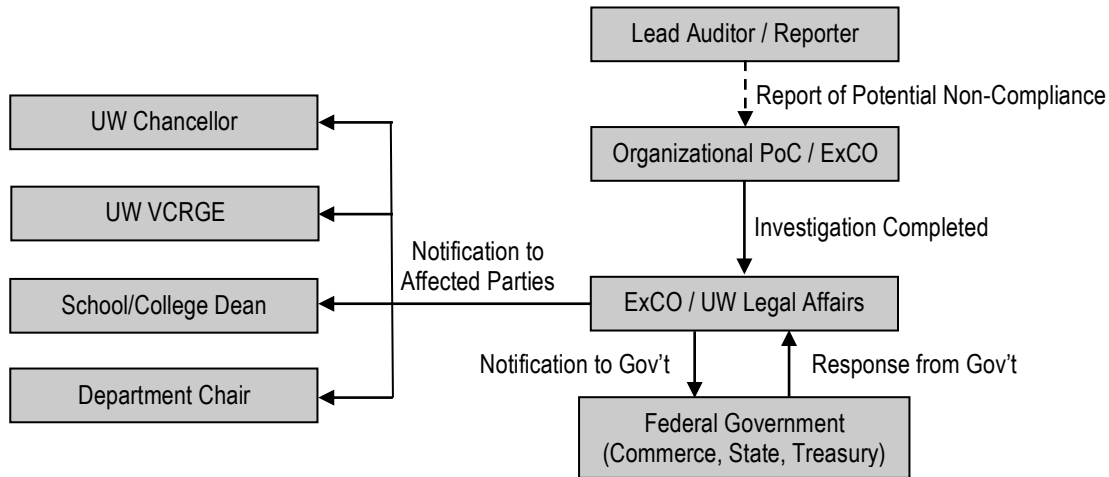 Lead Auditor / Reporter
Report of Potential Non-Compliance
UW Chancellor
Organizational PoC / ExCO
UW VCRGE
Investigation Completed
Notification to
Affected Parties
School/College Dean
ExCO / UW Legal Affairs
Notification to Gov’t
Response from Gov’t
Department Chair
Federal Government
(Commerce, State, Treasury)